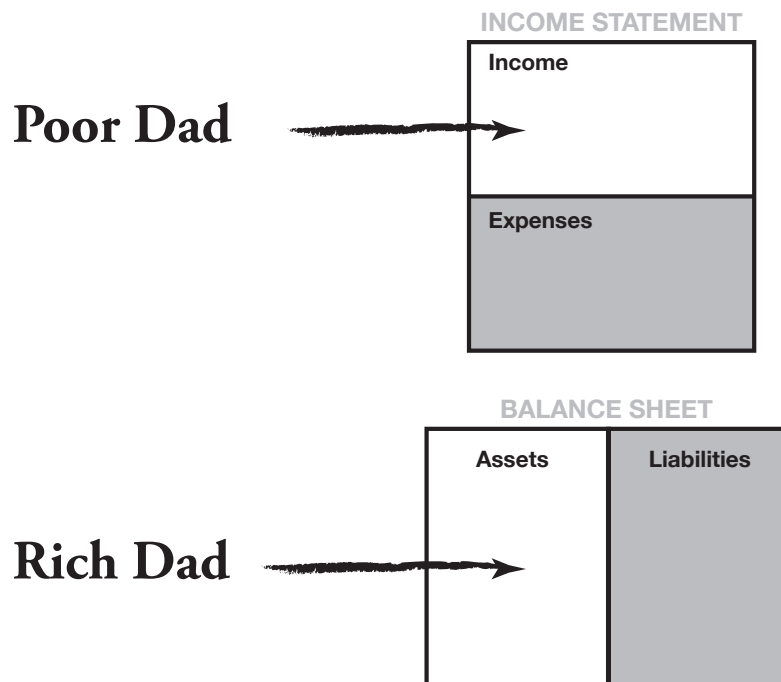 INCOME STATEMENT
Income
Poor Dad
Expenses
BALANCE SHEET
Assets Liabilities
Rich Dad